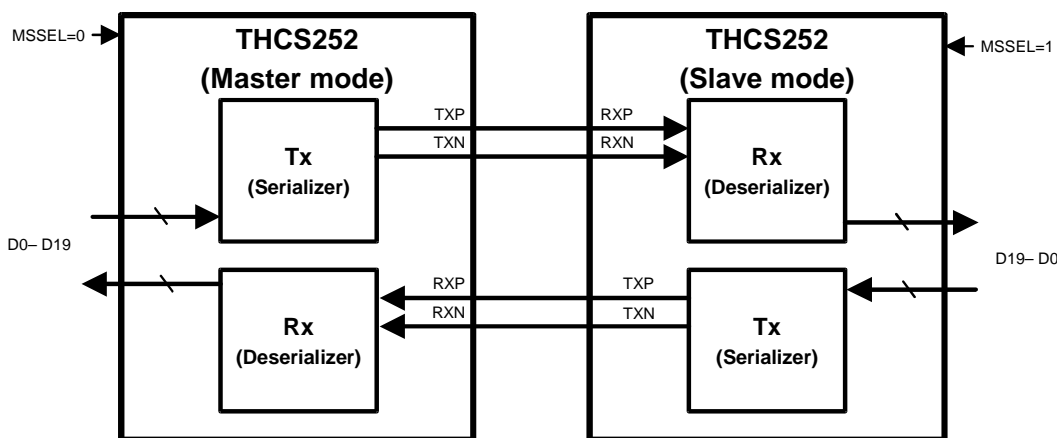 MSSEL=0
THCS252
(Master mode)
THCS252
(Slave mode)
MSSEL=1
TXP
RXP
TXN
RXN
Tx
(Serializer)
Rx
(Deserializer)
D0– D19
D19– D0
RXP
TXP
RXN
TXN
Rx
(Deserializer)
Tx
(Serializer)